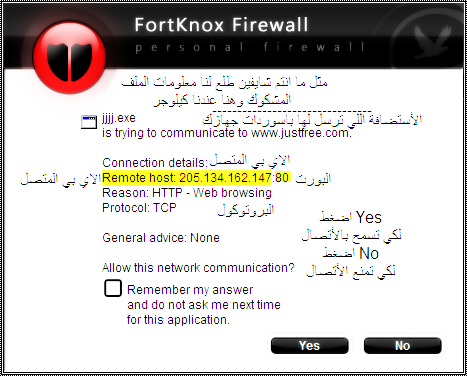 FortKnox Firewall
personal firewall
مثل ما انتم شايفين طلع لنا معلومات الملف
المشكوك وهنا عندنا كيلوجر
jjjj.exe
الأستضافة اللي ترسل لها باسوردات جهازك
is trying to communicate to www.justfree.com.
Connection details: الاي بي المتصل
الاي بي المتصل Remote host: 205.134.162.147:80 البورت
Reason: HTTP - Web browsing
Protocol: TCP البروتوكول
اضغط Yes
لكي تسمح بالأتصال
General advice: None
اضغط No
لكي تمنع الأتصال
Allow this network communication?
Remember my answer
and do not ask me next time
for this application.
Yes No